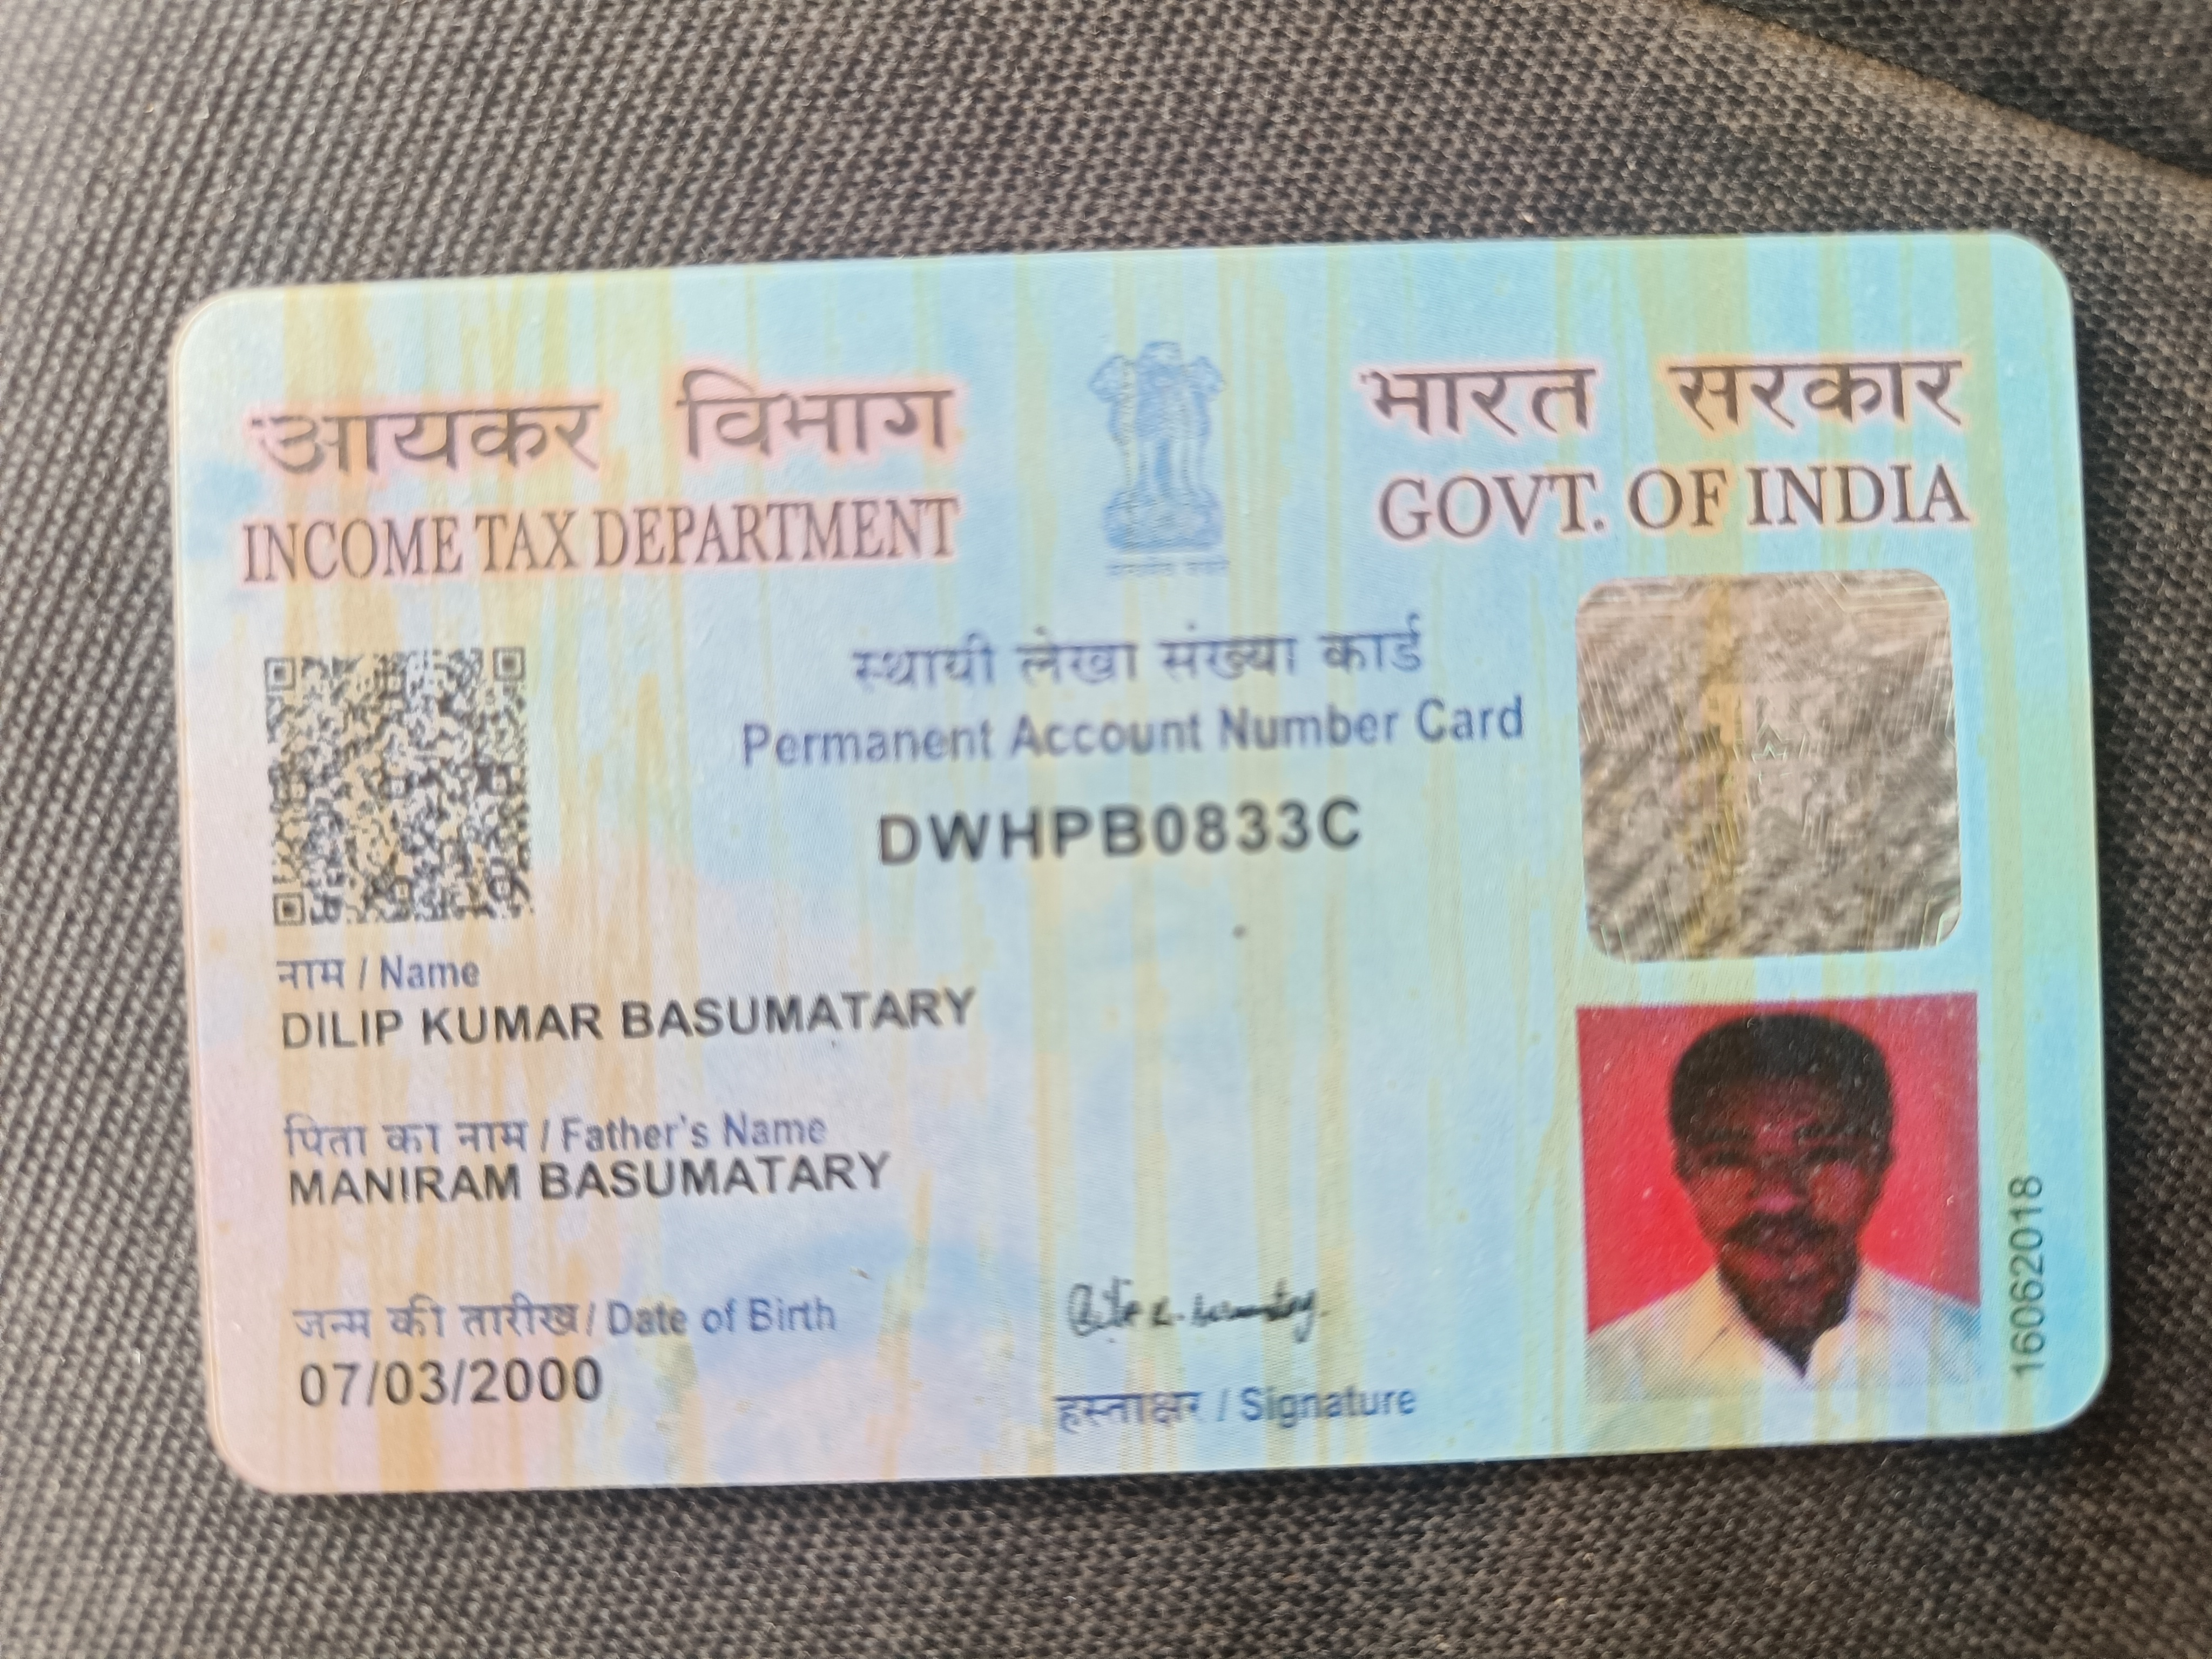 आयकर विभाग
INCOME TAX DEPARTMENT
भारत सरकार
GOVT. OF INDIA
स्थायी लेखा संख्या कार्ड
Permanent Account Number Card
DWHPB0833C
नाम / Name
DILIP KUMAR BASUMATARY
पिता का नाम / Father's Name
MANIRAM BASUMATARY
जन्म की तारीख / Date of Birth
07/03/2000
हस्ताक्षर / Signature
16062018